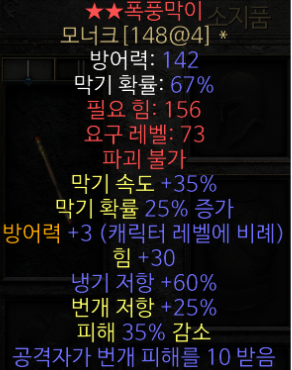 ★★폭풍막이
소지품
모너크 [148@4] *
방어력: 142
막기 확률: 67%
필요 힘: 156
요구 레벨: 73
파괴 불가
막기 속도 +35%
막기 확률 25% 증가
방어력 +3 (캐릭터 레벨에 비례)
힘 +30
냉기 저항 +60%
번개 저항 +25%
피해 35% 감소
공격자가 번개 피해를 10 받음